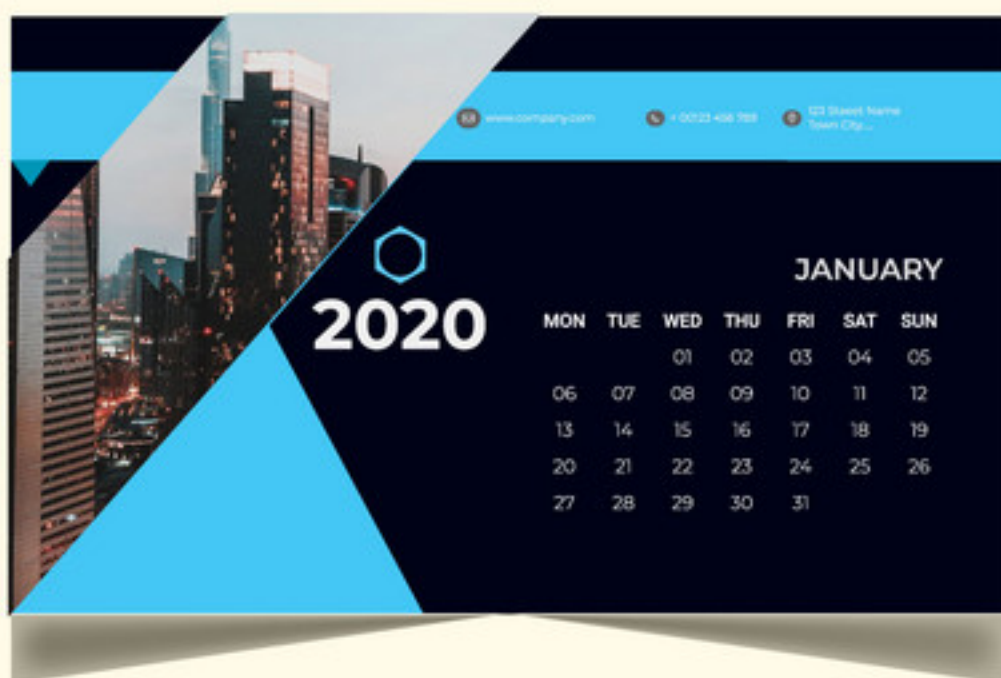 www.company.com
+ 00123 456 789
123 Street Name
Town City...
2020
JANUARY
MON TUE WED THU FRI SAT SUN
01 02 03 04 05
06 07 08 09 10 11 12
13 14 15 16 17 18 19
20 21 22 23 24 25 26
27 28 29 30 31